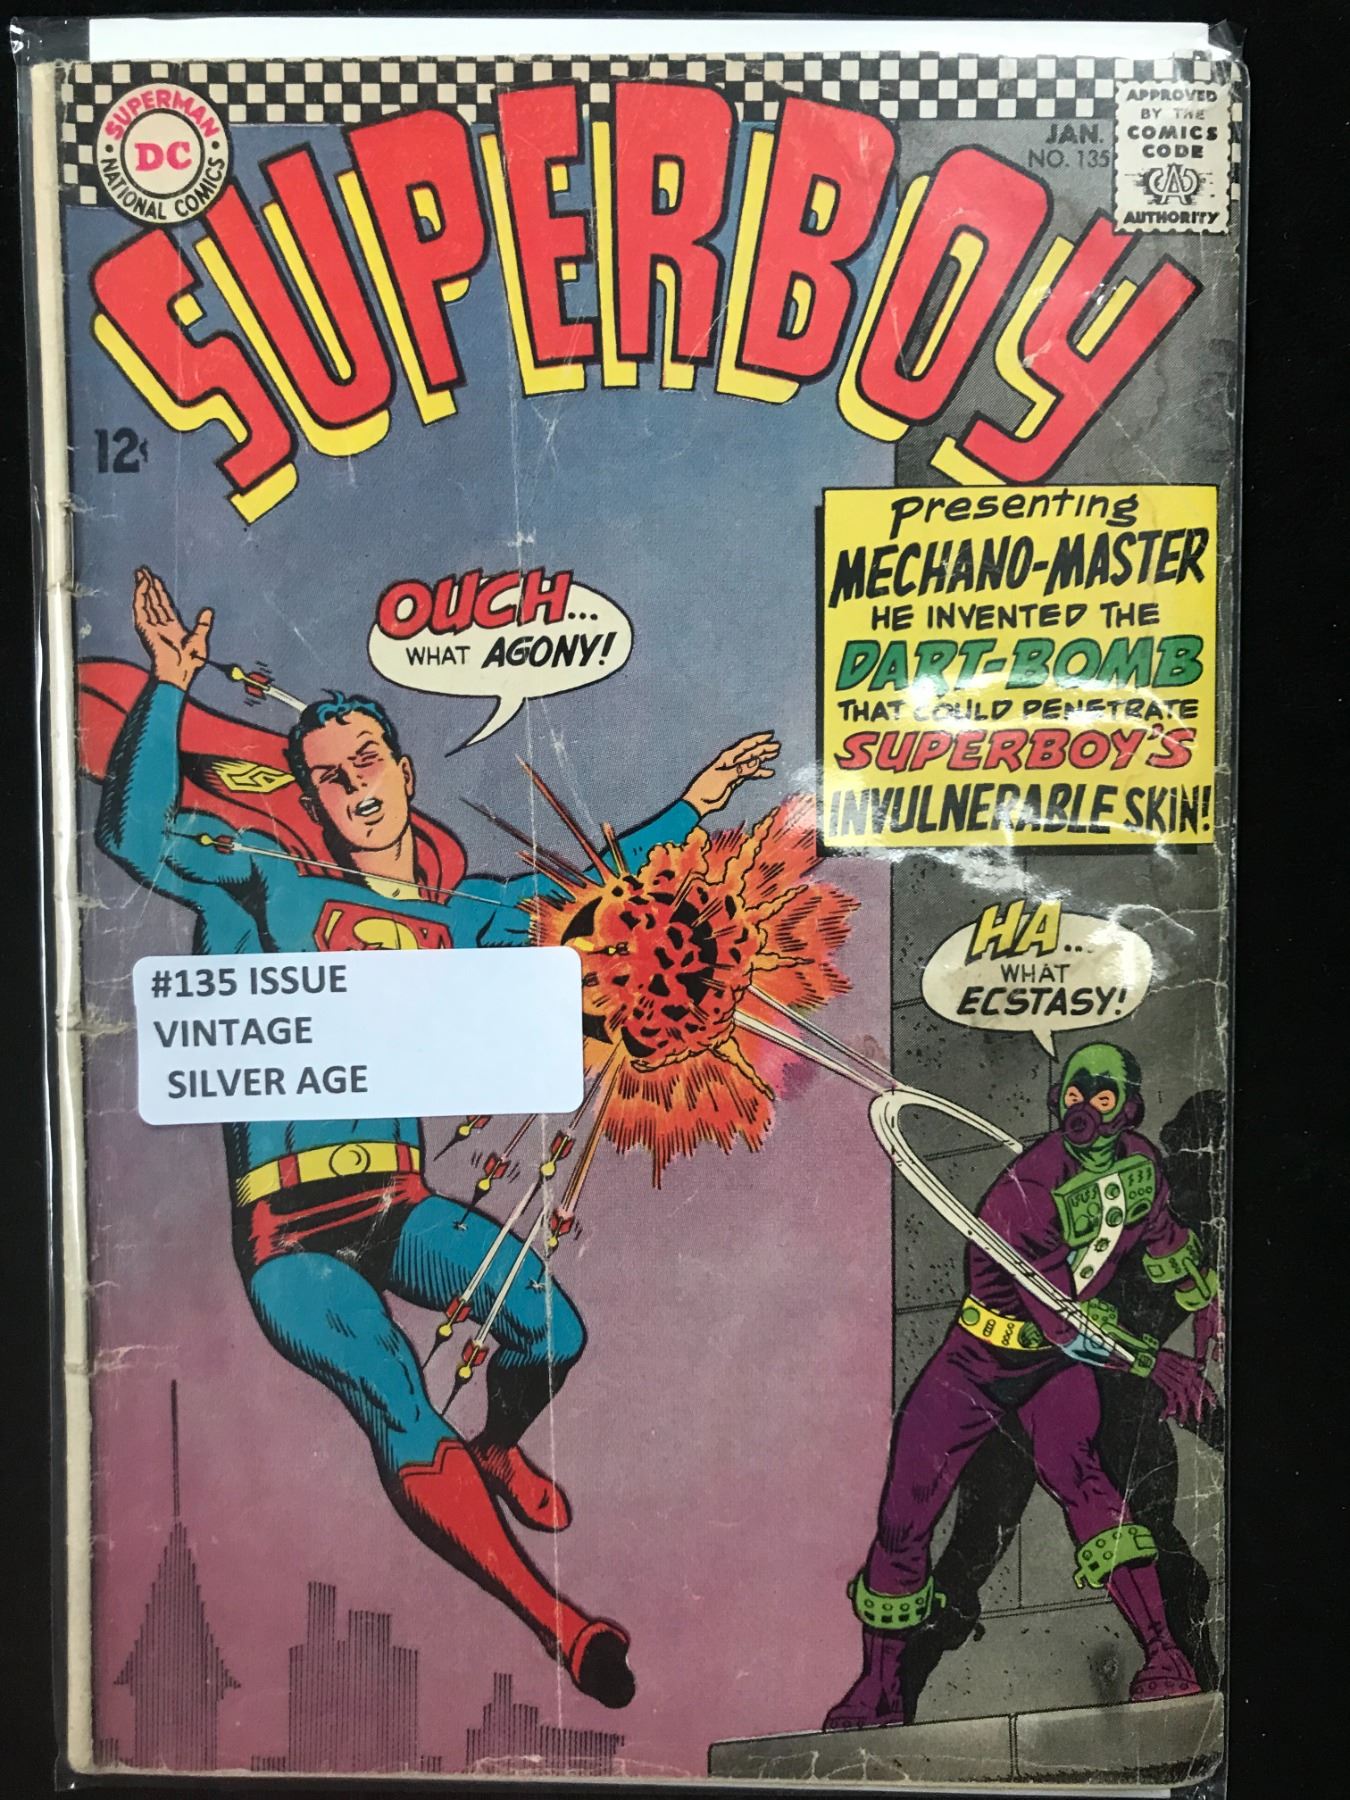 SUPERMAN
DC
NATIONAL COMICS
SUPERBOY
JAN.
NO. 135
APPROVED
BY THE
COMICS
CODE
CA
AUTHORITY
12¢
Presenting
MECHANO-MASTER
HE INVENTED THE
DART-BOMB
THAT COULD PENETRATE
SUPERBOY'S
INVULNERABLE SKIN!
OUCH...
WHAT AGONY!
HA...
WHAT
ECSTASY!
#135 ISSUE
VINTAGE
SILVER AGE